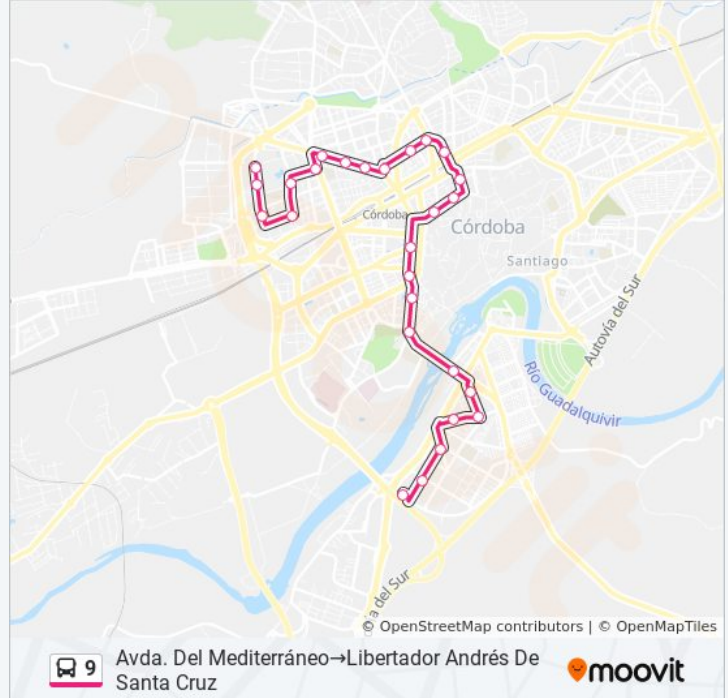 Córdoba
Córdoba
Santiago
Autovía del Sur
Río Guadalquivir
a del Sur
© OpenStreetMap contributors | © OpenMapTiles
9
Avda. Del Mediterráneo→Libertador Andrés De
Santa Cruz
moovit